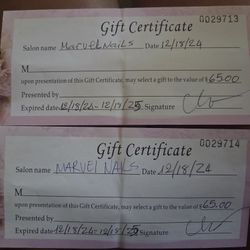 Gift Certificate 0029713
Salon name Marvel Nails Date 12/18/24
M
upon presentation of this Gift Certificate, may select a gift to the value of $65.00
Presented by
Expired date 12/18/24-12/18/25 Signature
Gift Certificate 0029714
Salon name MARVEL NAILS Date 12/18/24
M
upon presentation of this Gift Certificate, may select a gift to the value of $65.00
Presented by
Expired date 12/18/24-12/18/25 Signature